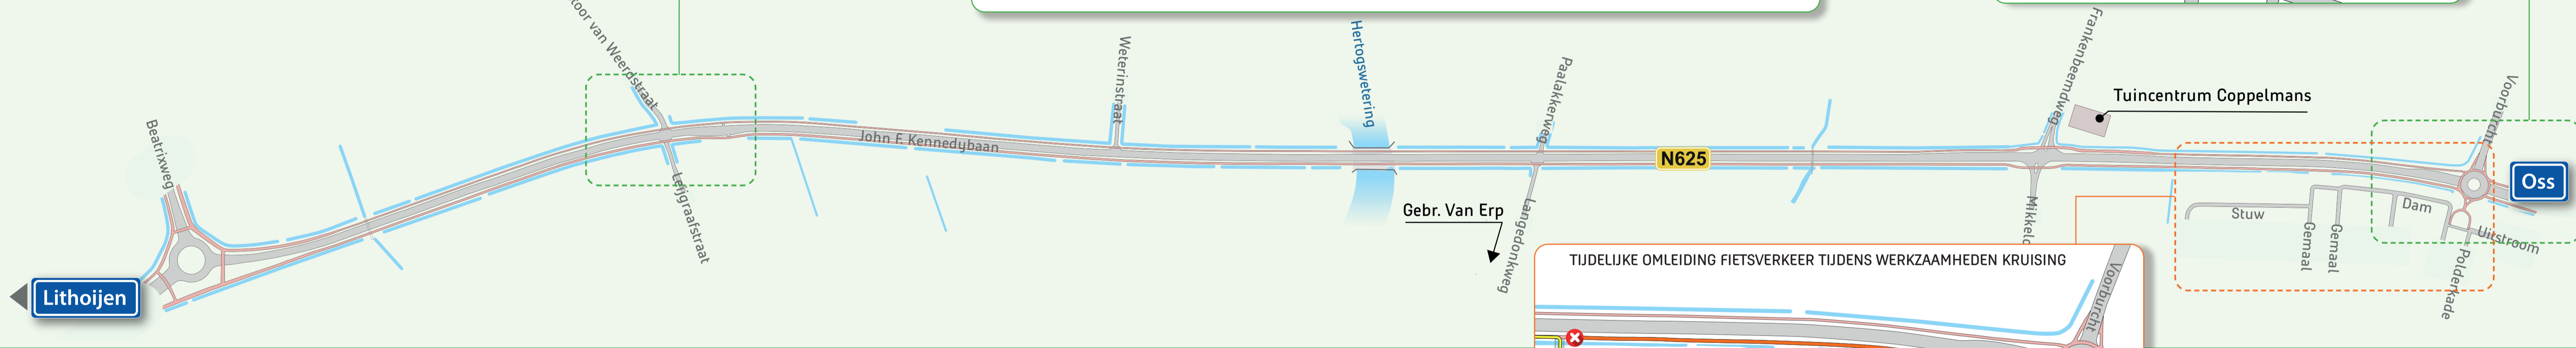 Beatrixweg
Lithoijen
van Weerdstraat
Leijgraafstraat
John F. Kennedybaan
Weterinstraat
Hertogswetering
Paalakkerweg
Gebr. Van Erp
Langedonkweg
N625
Frankenbeemdweg
Tuincentrum Coppelmans
TIJDELIJKE OMLEIDING FIETSVERKEER TIJDENS WERKZAAMHEDEN KRUISING
Voorburcht
Stuw
Gemaal
Gemaal
Dam
Uitstroom
Polderkade
Voorburcht
Oss